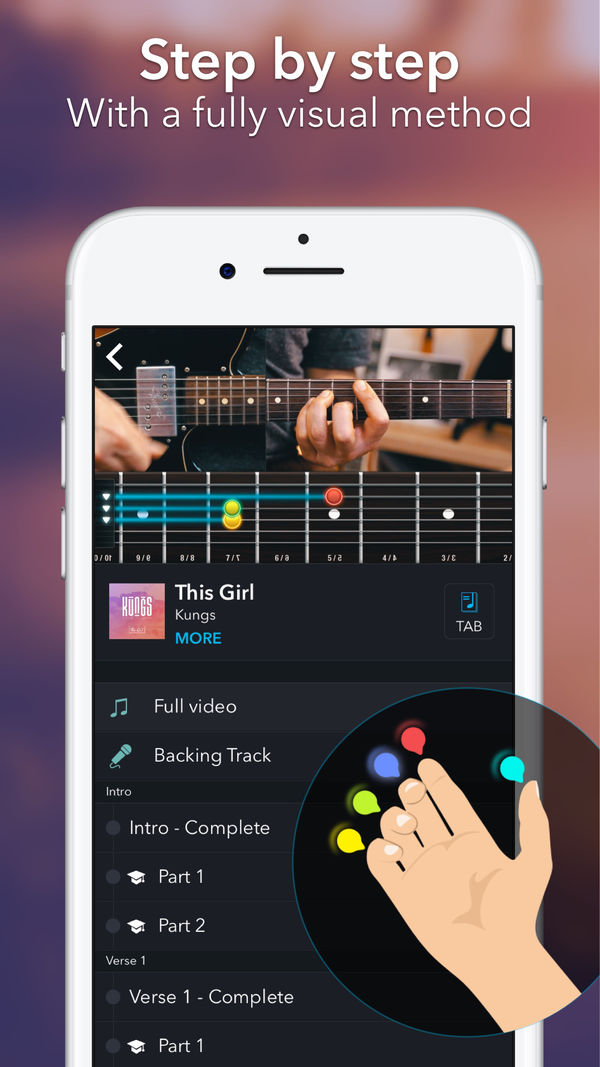 Step by step
With a fully visual method
10 / 01
9 / 9
8 / 8
7 / 7
6 / 6
5 / 5
4 / 4
3 / 3
2 /
This Girl
Kungs
MORE
KUNGS
TAB
Full video
Backing Track
Intro
Intro - Complete
Part 1
Part 2
Verse 1
Verse 1 - Complete
Part 1